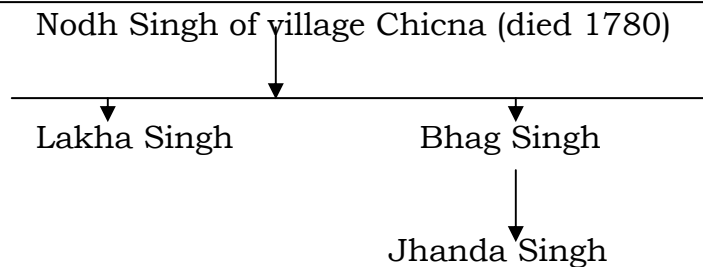 Nodh Singh of village Chicna (died 1780)
Lakha Singh Bhag Singh
Jhanda Singh